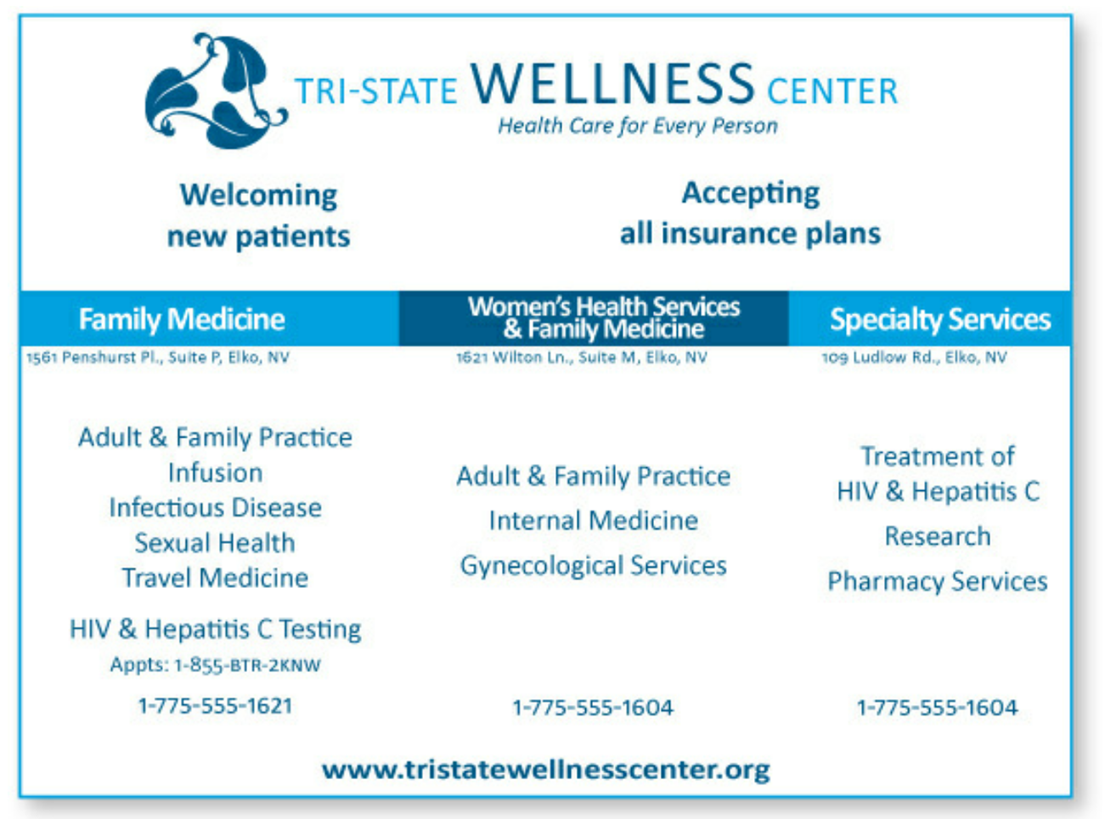 TRI-STATE WELLNESS CENTER
Health Care for Every Person
Welcoming
new patients
Accepting
all insurance plans
Family Medicine
1561 Penshurst Pl., Suite P, Elko, NV
Adult & Family Practice
Infusion
Infectious Disease
Sexual Health
Travel Medicine
HIV & Hepatitis C Testing
Appts: 1-855-BTR-2KNW
1-775-555-1621
Women's Health Services
& Family Medicine
1621 Wilton Ln., Suite M, Elko, NV
Adult & Family Practice
Internal Medicine
Gynecological Services
1-775-555-1604
Specialty Services
109 Ludlow Rd., Elko, NV
Treatment of
HIV & Hepatitis C
Research
Pharmacy Services
1-775-555-1604
www.tristatewellnesscenter.org